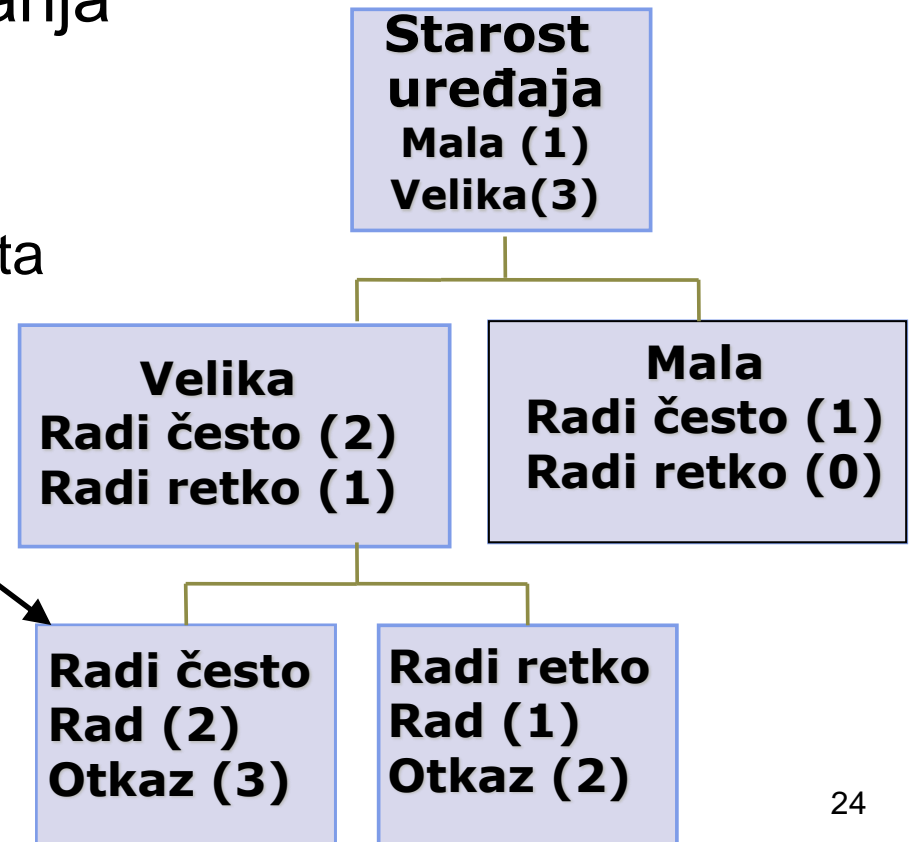 Starost
uređaja
Mala (1)
Velika(3)
ta
Velika
Radi često (2)
Radi retko (1)
Mala
Radi često (1)
Radi retko (0)
Radi često
Rad (2)
Otkaz (3)
Radi retko
Rad (1)
Otkaz (2)
24